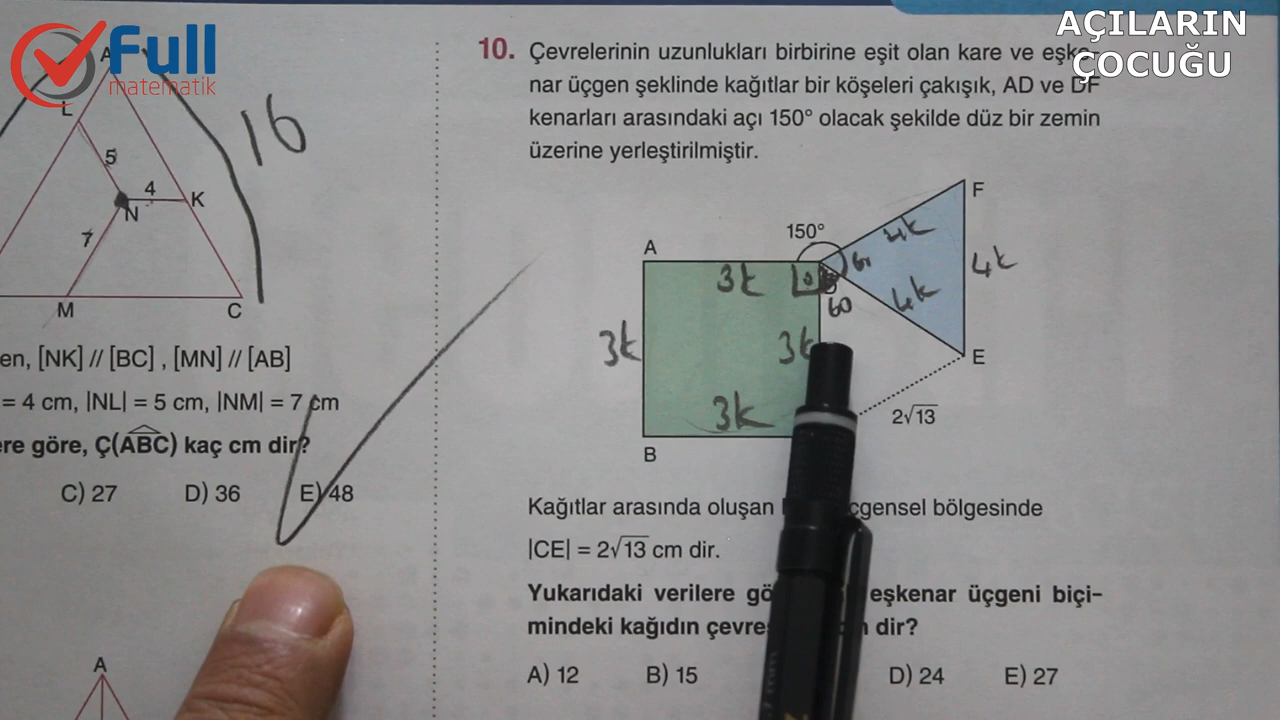 Full
matematik
AÇILARIN
ÇOCUĞU
A
L
5
4
K
N
7
M
C
16
en, [NK] // [BC] , [MN] // [AB]
= 4 cm, |NL| = 5 cm, |NM| = 7 cm
ere göre, Ç(ABC) kaç cm dir?
C) 27 D) 36 E) 48
A
10. Çevrelerinin uzunlukları birbirine eşit olan kare ve eşke-
nar üçgen şeklinde kağıtlar bir köşeleri çakışık, AD ve DF
kenarları arasındaki açı 150° olacak şekilde düz bir zemin
üzerine yerleştirilmiştir.
F
150°
A
4k
3k
4k
4k
60
3k
3k
E
3k
2√13
B
Kağıtlar arasında oluşan çgensel bölgesinde
|CE| = 2√13 cm dir.
Yukarıdaki verilere eşkenar üçgeni biçi-
mindeki kağıdın dir?
A) 12 B) 15 D) 24 E) 27